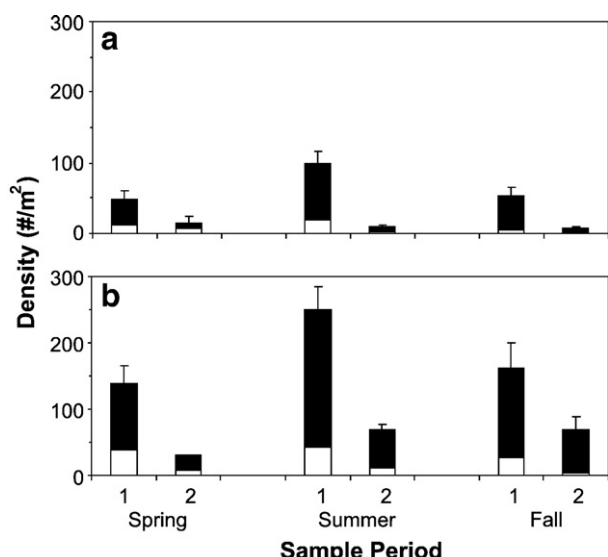 300
a
200
100
0
300
b
200
100
0
Density (#/m²)
1 2 1 2 1 2
Spring Summer Fall
Sample Period